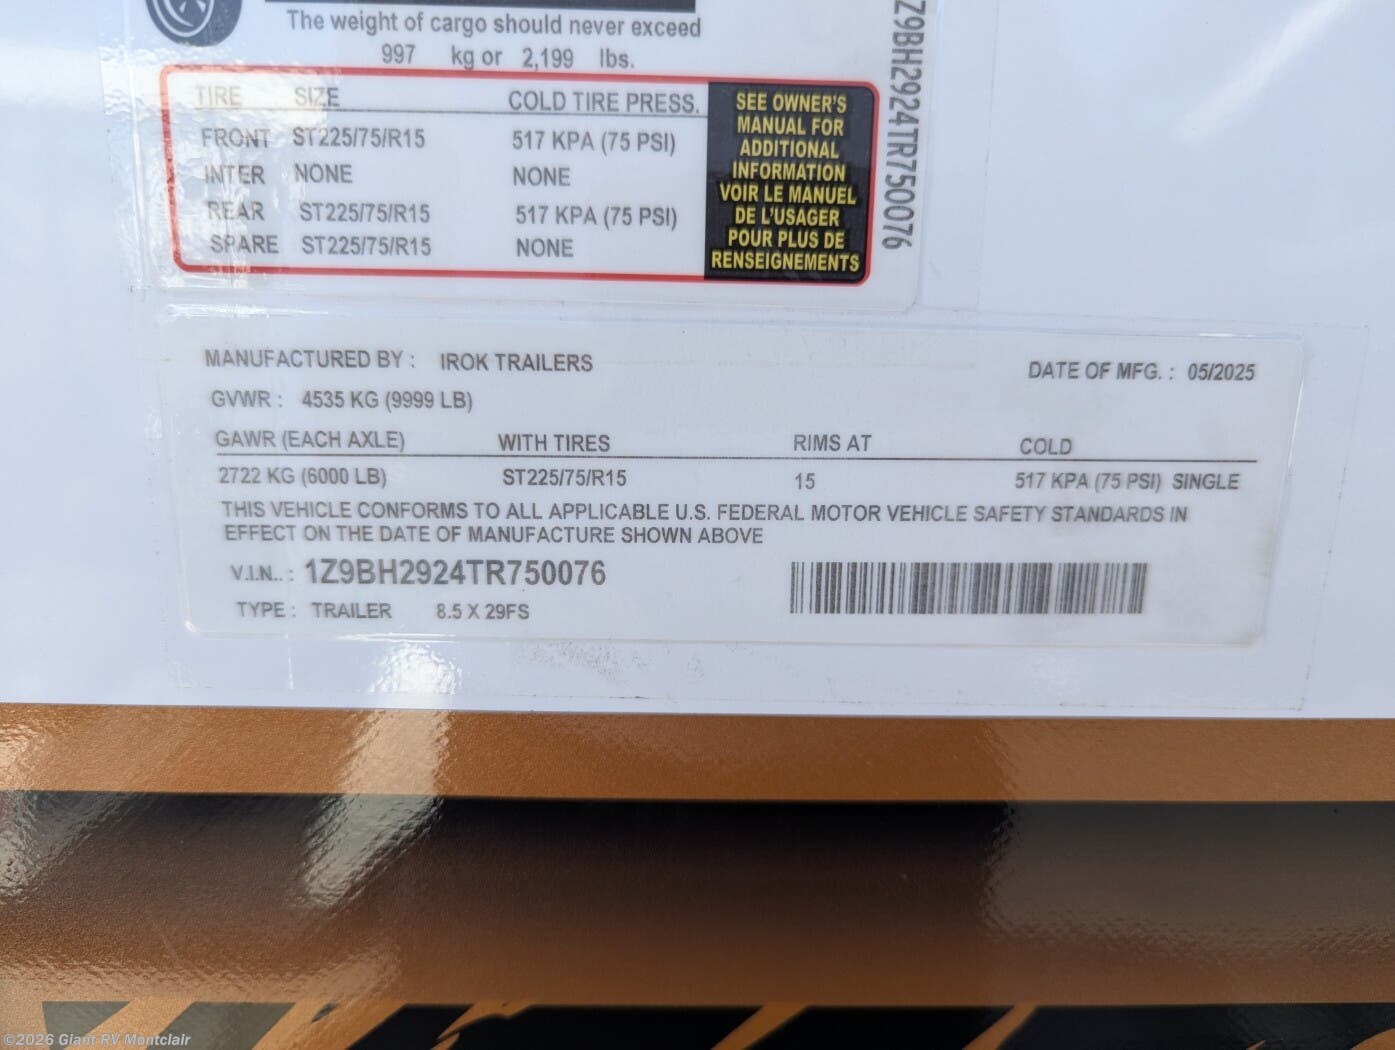 The weight of cargo should never exceed
997 kg or 2,199 lbs.
TIRE SIZE COLD TIRE PRESS.
FRONT ST225/75/R15 517 KPA (75 PSI)
INTER NONE NONE
REAR ST225/75/R15 517 KPA (75 PSI)
SPARE ST225/75/R15 NONE
SEE OWNER'S
MANUAL FOR
ADDITIONAL
INFORMATION
VOIR LE MANUEL
DE L'USAGER
POUR PLUS DE
RENSEIGNEMENTS
Z9BH2924TR750076
MANUFACTURED BY : IROK TRAILERS DATE OF MFG. : 05/2025
GVWR : 4535 KG (9999 LB)
GAWR (EACH AXLE) WITH TIRES RIMS AT COLD
2722 KG (6000 LB) ST225/75/R15 15 517 KPA (75 PSI) SINGLE
THIS VEHICLE CONFORMS TO ALL APPLICABLE U.S. FEDERAL MOTOR VEHICLE SAFETY STANDARDS IN
EFFECT ON THE DATE OF MANUFACTURE SHOWN ABOVE
V.I.N.. : 1Z9BH2924TR750076
TYPE : TRAILER 8.5 X 29FS
©2026 Giant RV Montclair